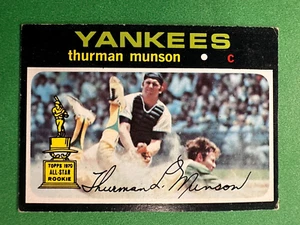 YANKEES
thurman munson • c
TOPPS 1970
ALL-STAR
ROOKIE
Thurman L. Munson